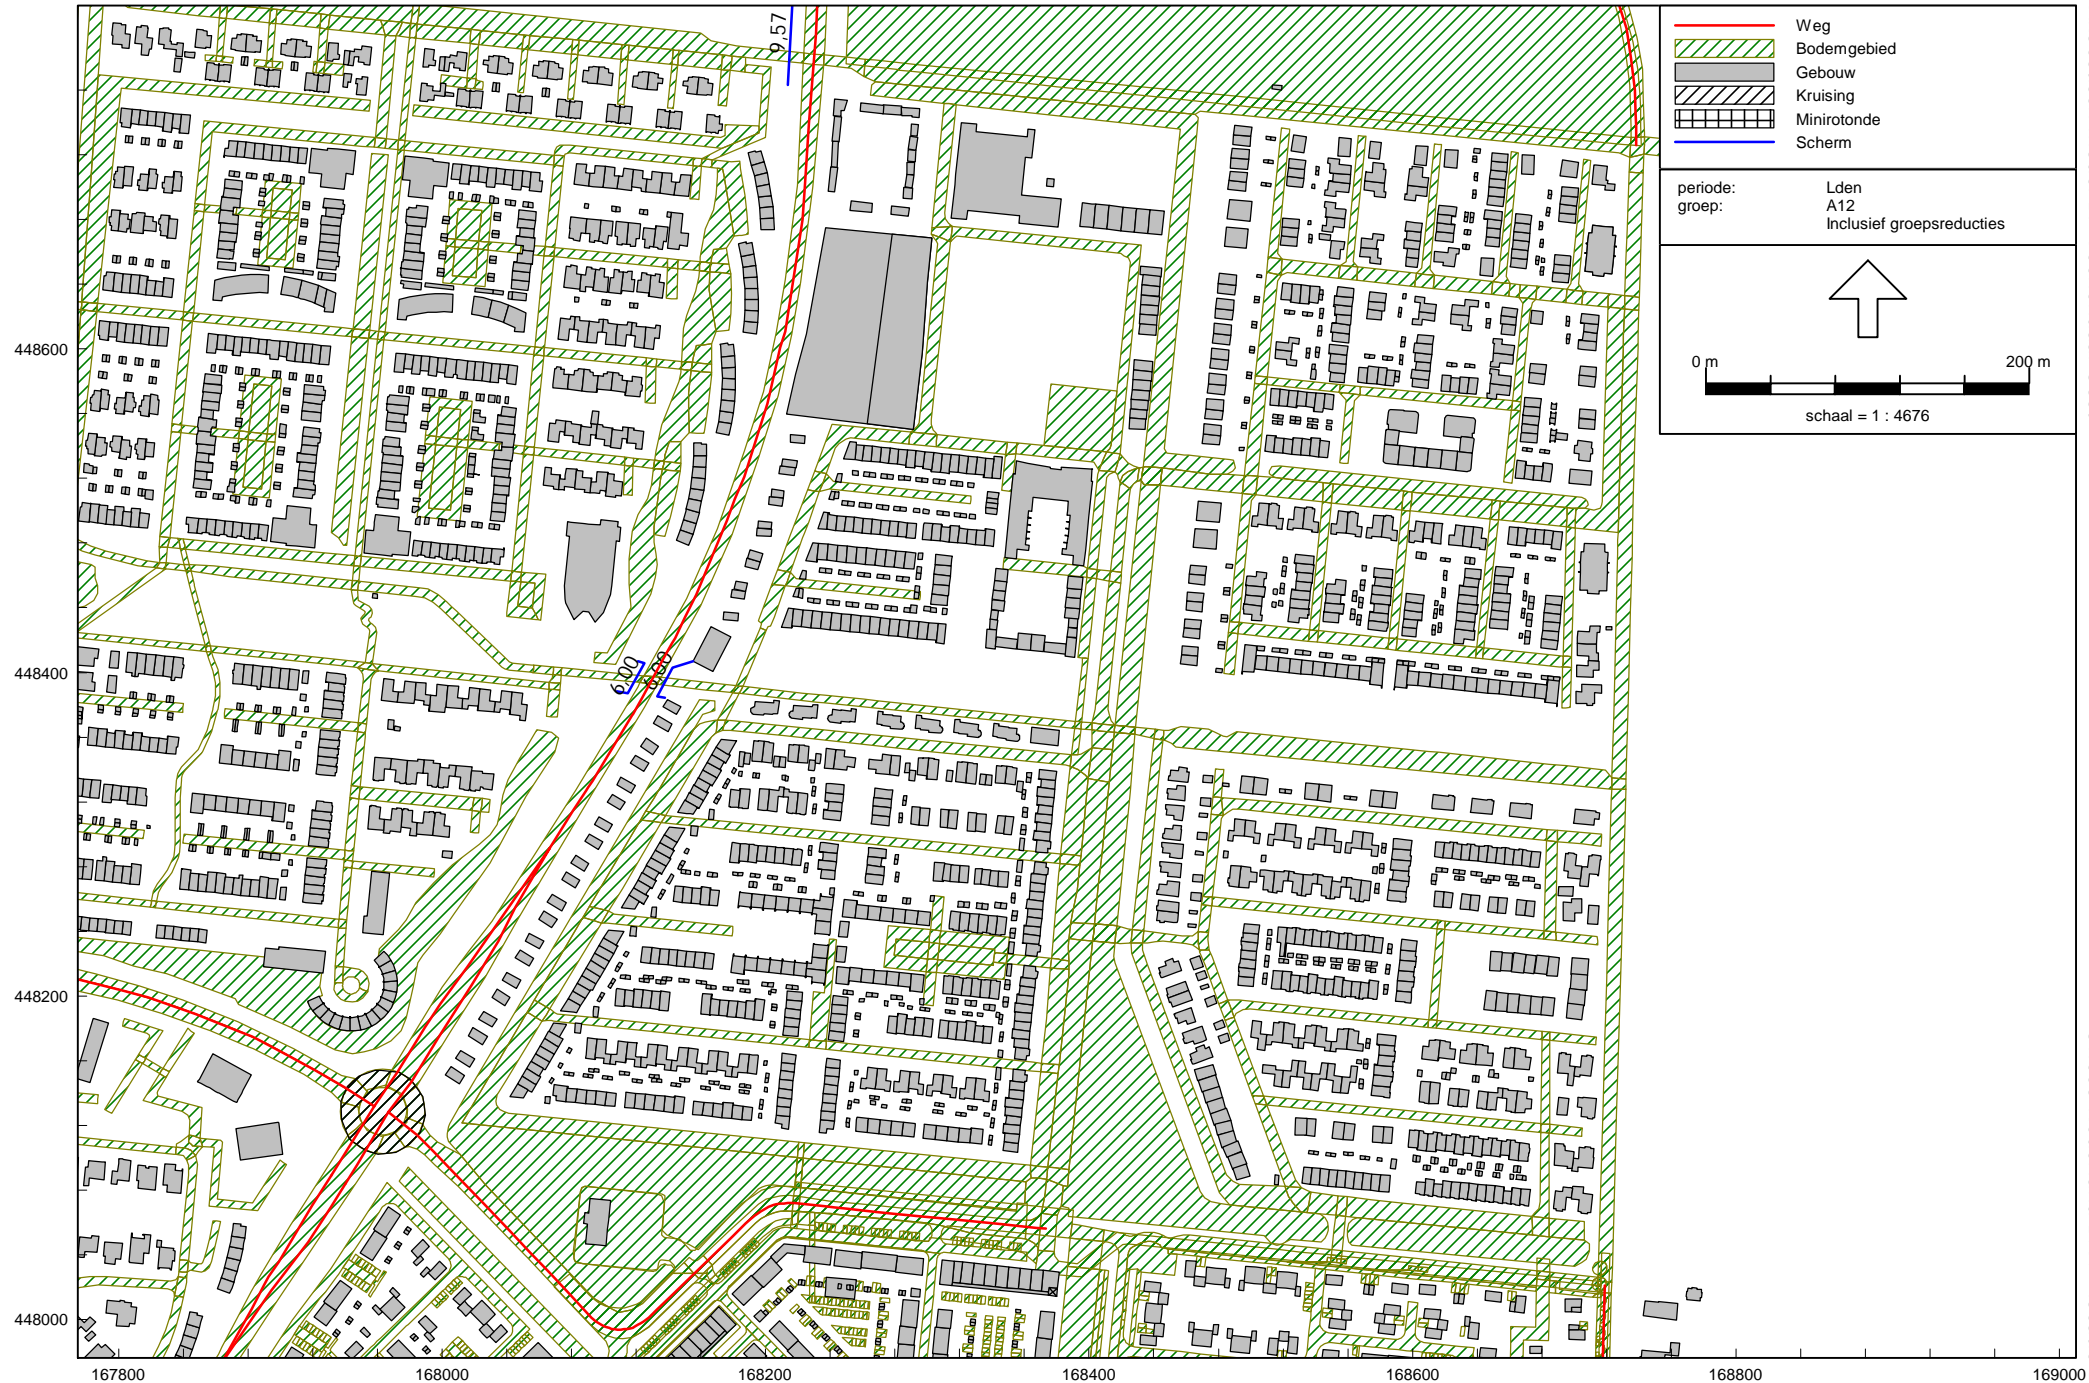 9,57
Weg
Bodemgebied
Gebouw
Kruising
Minirotonde
Scherm
periode: Lden
groep: A12
Inclusief groepsreducties
0 m 200 m
schaal = 1 : 4676
448600
448400
448200
448000
6,00
6,00
167800 168000 168200 168400 168600 168800 169000